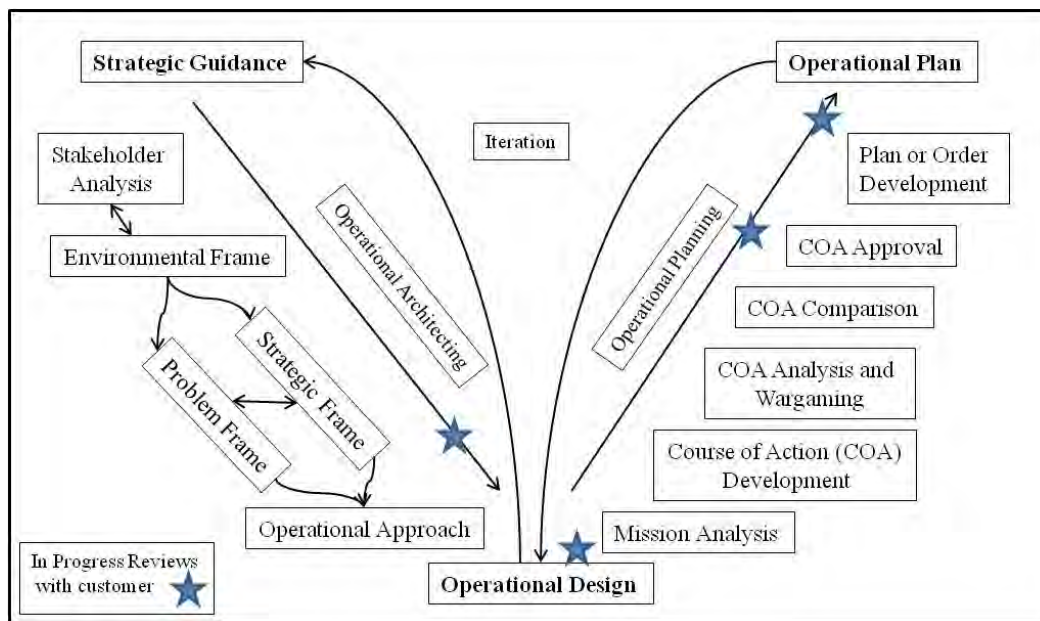 Strategic Guidance
Operational Plan
Iteration
Stakeholder
Analysis
Environmental Frame
Problem Frame
Strategic Frame
Operational Approach
Operational Architecting
Operational Planning
Plan or Order
Development
COA Approval
COA Comparison
COA Analysis and
Wargaming
Course of Action (COA)
Development
Mission Analysis
Operational Design
In Progress Reviews
with customer